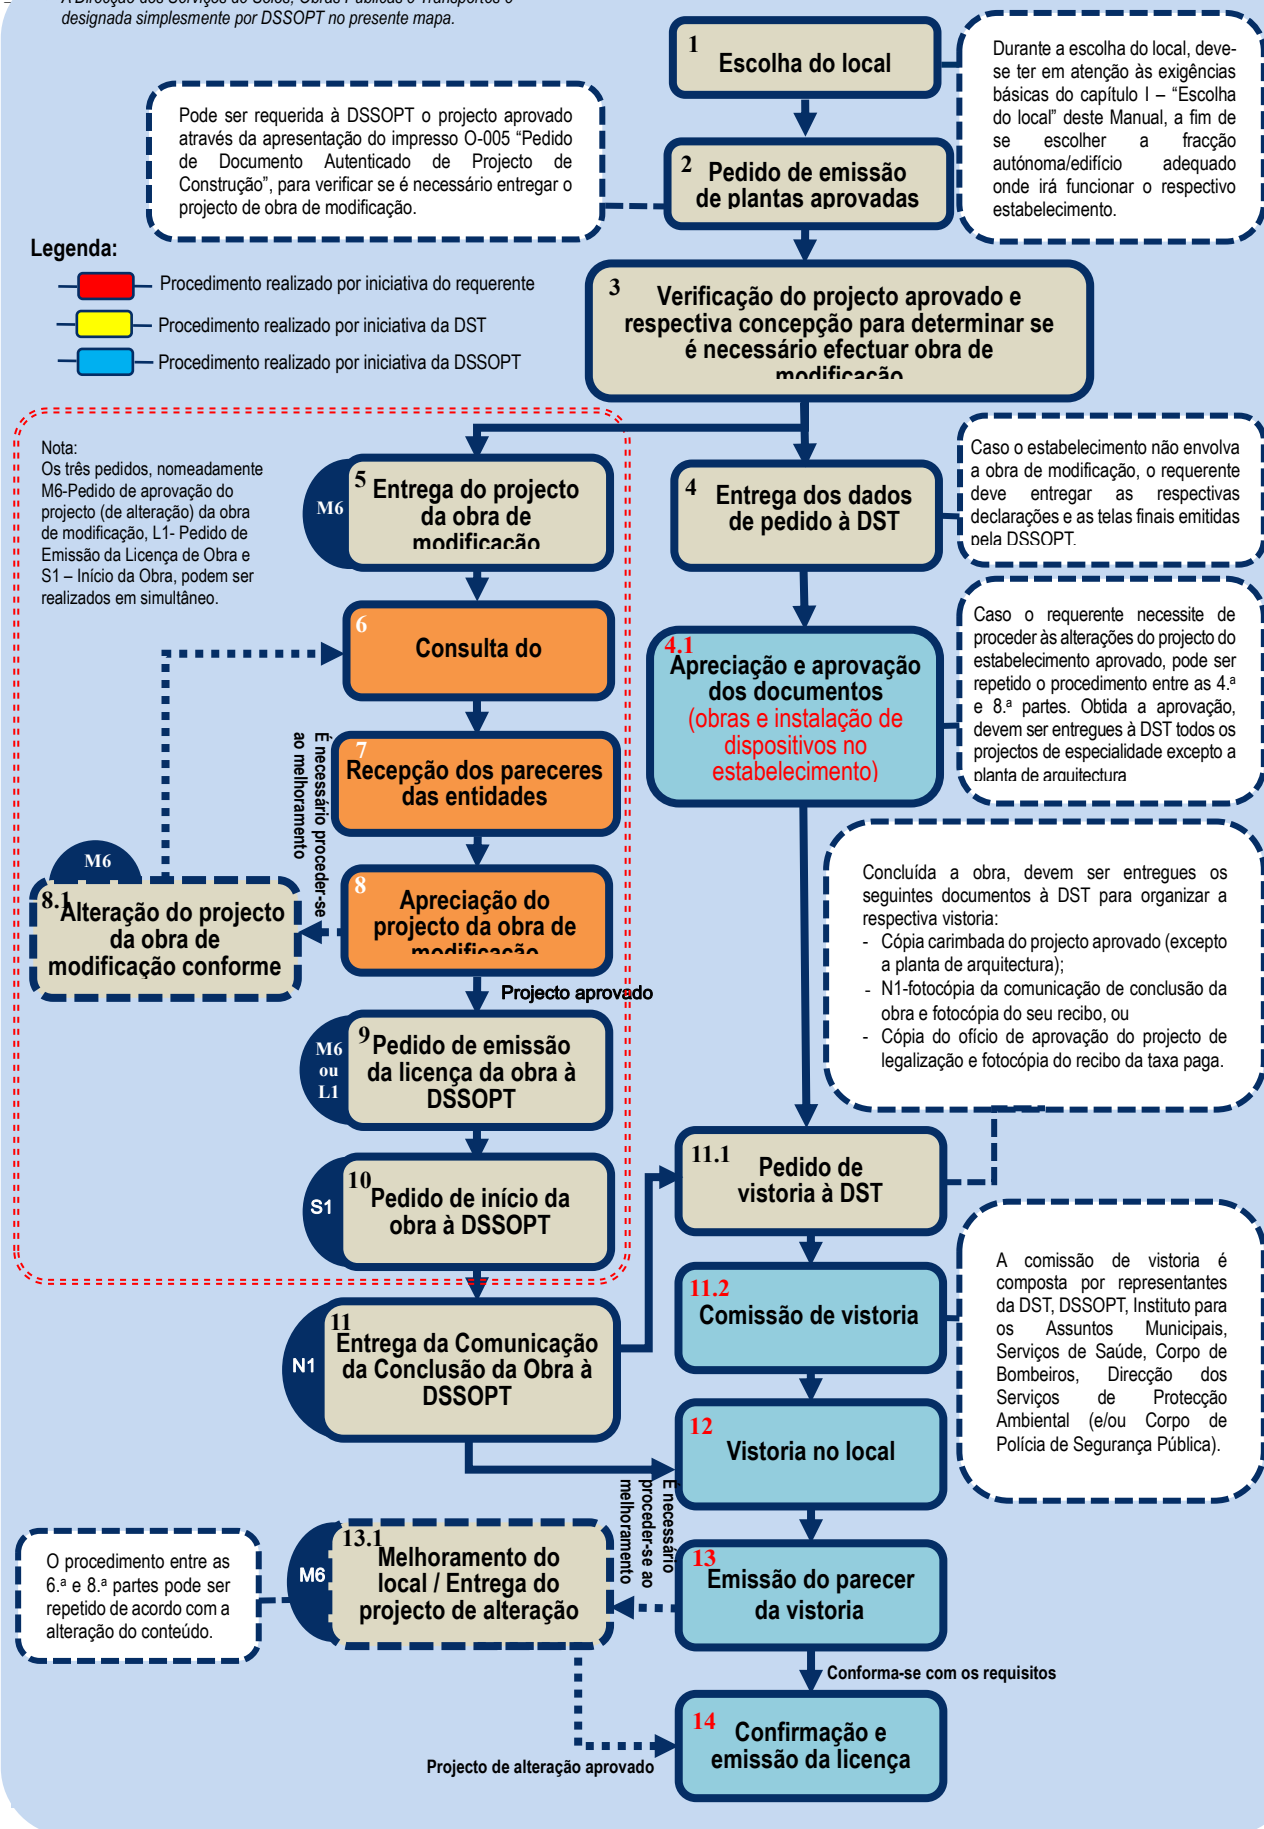 A Direcção dos Serviços de Solos, Obras Públicas e Transportes é
designada simplesmente por DSSOPT no presente mapa.
1
Escolha do local
Durante a escolha do local, deve-
se ter em atenção às exigências
básicas do capítulo I – “Escolha
do local” deste Manual, a fim de
se escolher a fracção
autónoma/edifício adequado
onde irá funcionar o respectivo
estabelecimento.
Pode ser requerida à DSSOPT o projecto aprovado
através da apresentação do impresso O-005 “Pedido
de Documento Autenticado de Projecto de
Construção”, para verificar se é necessário entregar o
projecto de obra de modificação.
2
Pedido de emissão
de plantas aprovadas
Legenda:
Procedimento realizado por iniciativa do requerente
Procedimento realizado por iniciativa da DST
Procedimento realizado por iniciativa da DSSOPT
3
Verificação do projecto aprovado e
respectiva concepção para determinar se
é necessário efectuar obra de
modificação
Nota:
Os três pedidos, nomeadamente
M6-Pedido de aprovação do
projecto (de alteração) da obra
de modificação, L1- Pedido de
Emissão da Licença de Obra e
S1 – Início da Obra, podem ser
realizados em simultâneo.
M6
5
Entrega do projecto
da obra de
modificação
4
Entrega dos dados
de pedido à DST
Caso o estabelecimento não envolva
a obra de modificação, o requerente
deve entregar as respectivas
declarações e as telas finais emitidas
pela DSSOPT.
6
Consulta do
4.1
Apreciação e aprovação
dos documentos
(obras e instalação de
dispositivos no
estabelecimento)
Caso o requerente necessite de
proceder às alterações do projecto do
estabelecimento aprovado, pode ser
repetido o procedimento entre as 4.ª
e 8.ª partes. Obtida a aprovação,
devem ser entregues à DST todos os
projectos de especialidade excepto a
planta de arquitectura
7
Recepção dos pareceres
das entidades
É necessário proceder-se
ao melhoramento
M6
8.1
Alteração do projecto
da obra de
modificação conforme
8
Apreciação do
projecto da obra de
modificação
Projecto aprovado
Concluída a obra, devem ser entregues os
seguintes documentos à DST para organizar a
respectiva vistoria:
- Cópia carimbada do projecto aprovado (excepto
a planta de arquitectura);
- N1-fotocópia da comunicação de conclusão da
obra e fotocópia do seu recibo, ou
- Cópia do ofício de aprovação do projecto de
legalização e fotocópia do recibo da taxa paga.
M6
ou
L1
9
Pedido de emissão
da licença da obra à
DSSOPT
S1
10
Pedido de início da
obra à DSSOPT
11.1
Pedido de
vistoria à DST
11.2
Comissão de vistoria
A comissão de vistoria é
composta por representantes
da DST, DSSOPT, Instituto para
os Assuntos Municipais,
Serviços de Saúde, Corpo de
Bombeiros, Direcção dos
Serviços de Protecção
Ambiental (e/ou Corpo de
Polícia de Segurança Pública).
N1
11
Entrega da Comunicação
da Conclusão da Obra à
DSSOPT
12
Vistoria no local
É necessário
proceder-se ao
melhoramento
O procedimento entre as
6.ª e 8.ª partes pode ser
repetido de acordo com a
alteração do conteúdo.
M6
13.1
Melhoramento do
local / Entrega do
projecto de alteração
13
Emissão do parecer
da vistoria
Conforma-se com os requisitos
14
Confirmação e
emissão da licença
Projecto de alteração aprovado